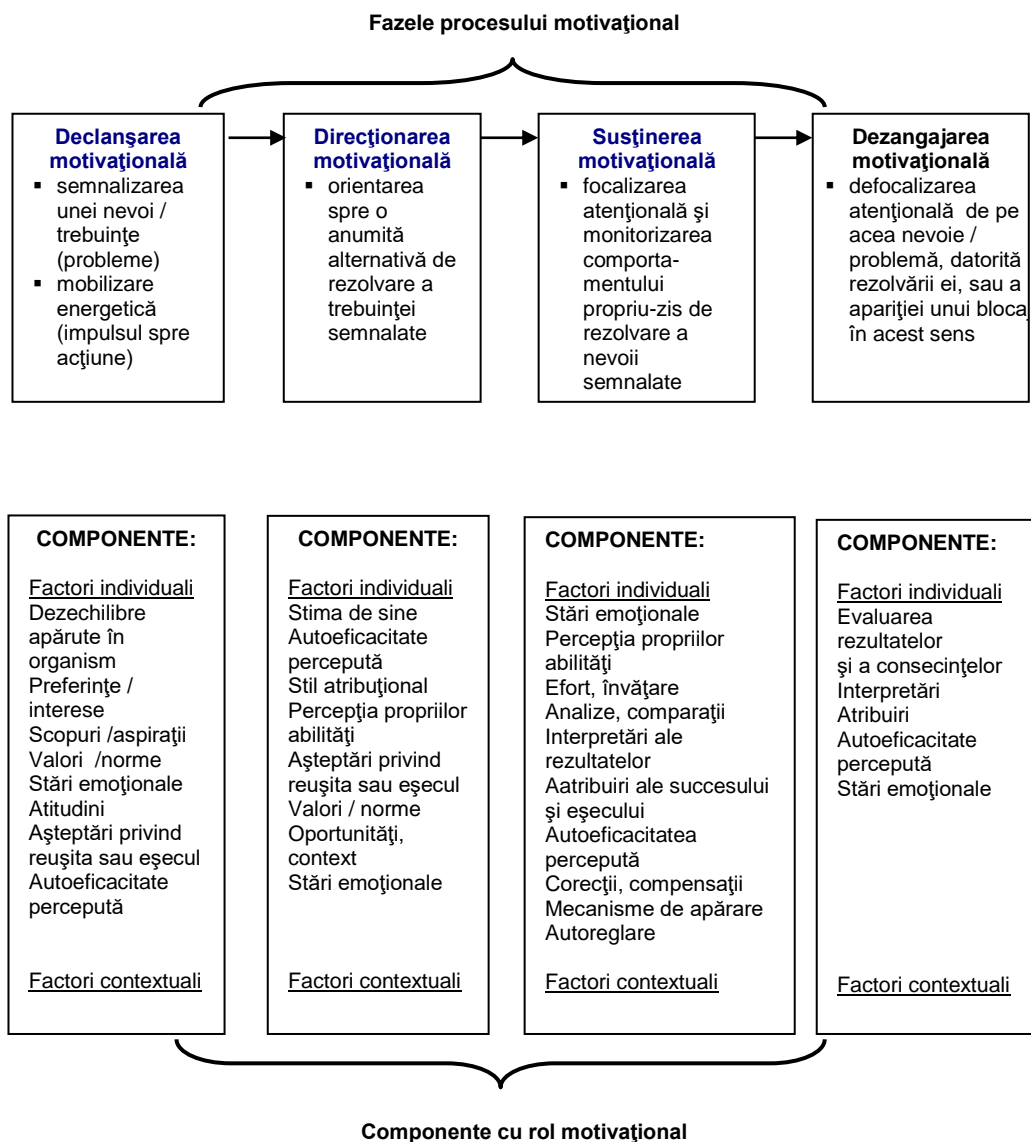 Fazele procesului motivaţional
Declanşarea
motivaţională
▪ semnalizarea
unei nevoi /
trebuinţe
(probleme)
▪ mobilizare
energetică
(impulsul spre
acţiune)
Direcţionarea
motivaţională
▪ orientarea
spre o
anumită
alternativă de
rezolvare a
trebuinţei
semnalate
Susţinerea
motivaţională
▪ focalizarea
atenţională şi
monitorizarea
comporta-
mentului
propriu-zis de
rezolvare a
nevoii
semnalate
Dezangajarea
motivaţională
▪ defocalizarea
atenţională de pe
acea nevoie /
problemă, datorită
rezolvării ei, sau a
apariţiei unui blocaj
în acest sens
COMPONENTE:
Factori individuali
Dezechilibre
apărute în
organism
Preferinţe /
interese
Scopuri /aspiraţii
Valori /norme
Stări emoţionale
Atitudini
Aşteptări privind
reuşita sau eşecul
Autoeficacitate
percepută
Factori contextuali
COMPONENTE:
Factori individuali
Stima de sine
Autoeficacitate
percepută
Stil atribuţional
Percepţia propriilor
abilităţi
Aşteptări privind
reuşita sau eşecul
Valori / norme
Oportunităţi,
context
Stări emoţionale
Factori contextuali
COMPONENTE:
Factori individuali
Stări emoţionale
Percepţia propriilor
abilităţi
Efort, învăţare
Analize, comparaţii
Interpretări ale
rezultatelor
Aatribuiri ale succesului
şi eşecului
Autoeficacitatea
percepută
Corecţii, compensaţii
Mecanisme de apărare
Autoreglare
Factori contextuali
COMPONENTE:
Factori individuali
Evaluarea
rezultatelor
şi a consecinţelor
Interpretări
Atribuiri
Autoeficacitate
percepută
Stări emoţionale
Factori contextuali
Componente cu rol motivaţional